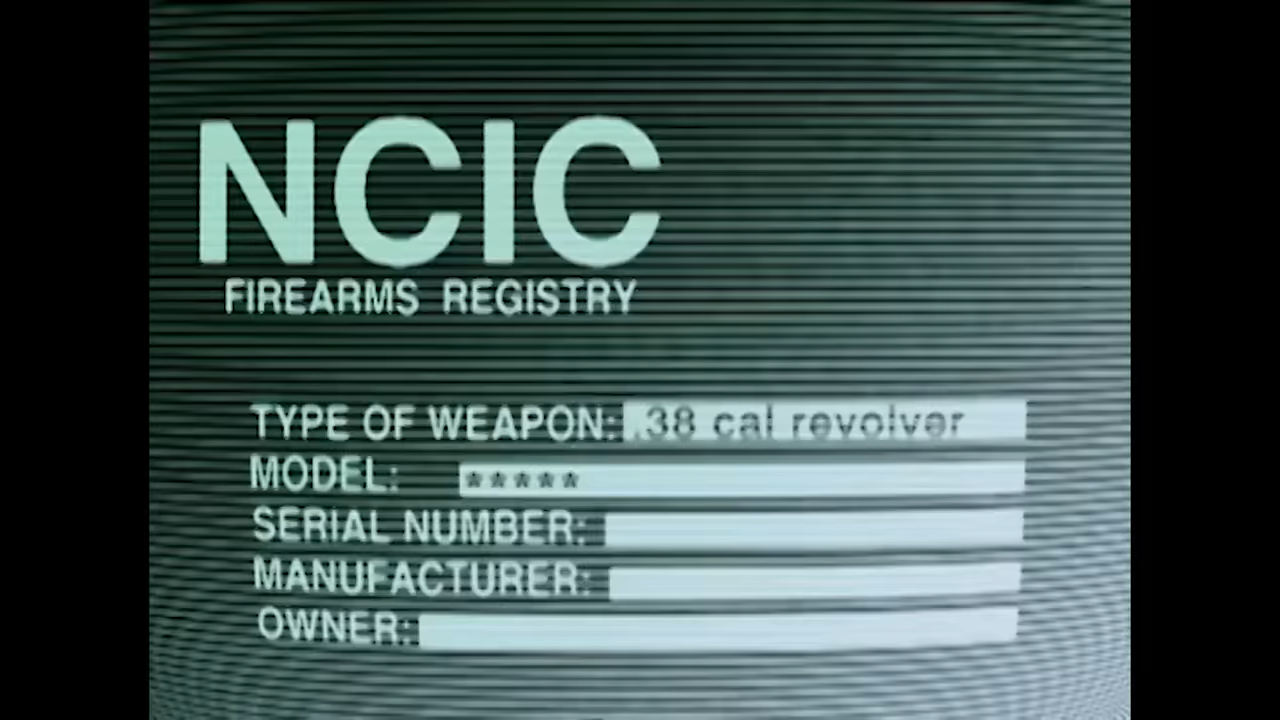 NCIC
FIREARMS REGISTRY
TYPE OF WEAPON: .38 cal revolver
MODEL: *****
SERIAL NUMBER:
MANUFACTURER:
OWNER: